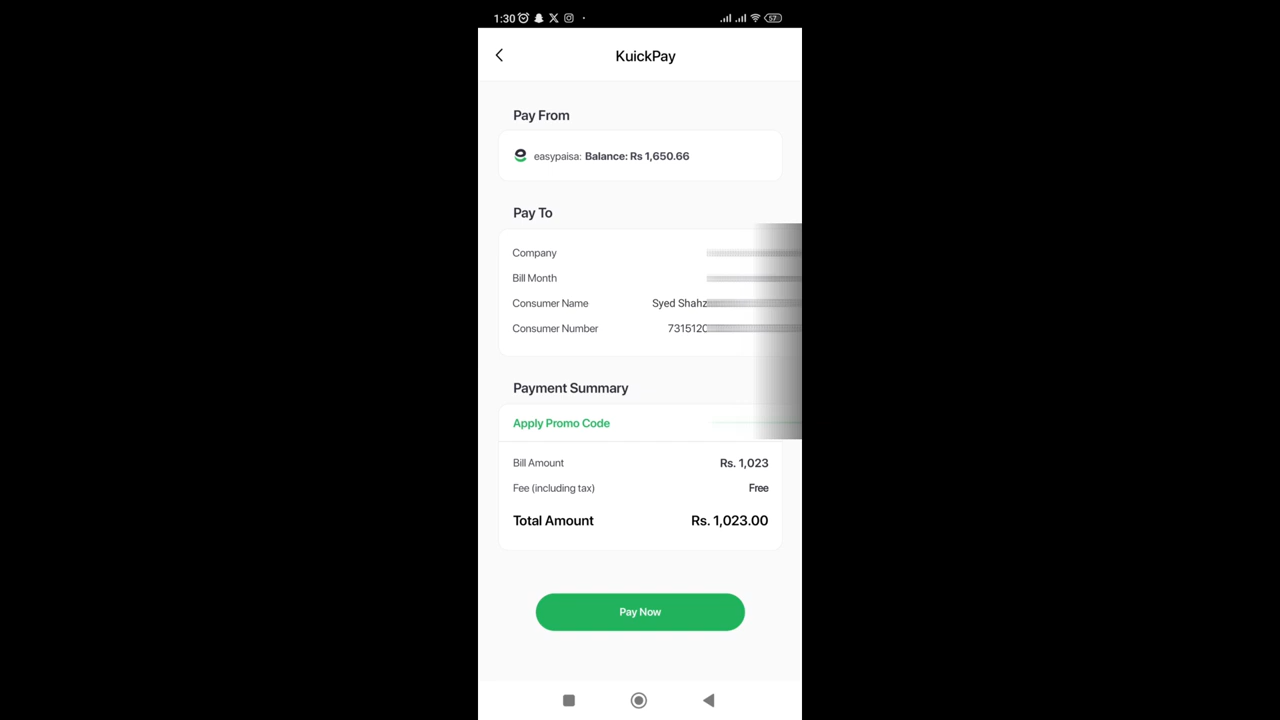 1:30
57
KuickPay
Pay From
easypaisa: Balance: Rs 1,650.66
Pay To
Company
Bill Month
Consumer Name Syed Shahz
Consumer Number 7315120
Payment Summary
Apply Promo Code
Bill Amount Rs. 1,023
Fee (including tax) Free
Total Amount Rs. 1,023.00
Pay Now